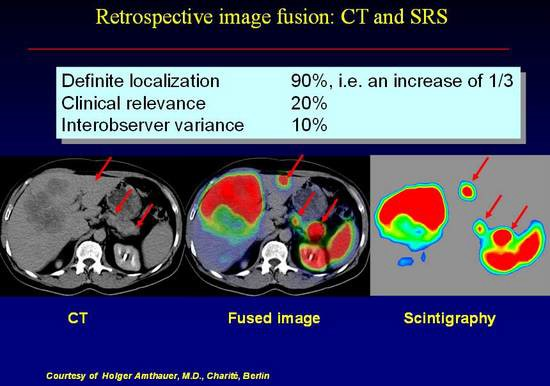 Retrospective image fusion: CT and SRS
Definite localization 90%, i.e. an increase of 1/3
Clinical relevance 20%
Interobserver variance 10%
CT Fused image Scintigraphy
Courtesy of Holger Amthauer, M.D., Charité, Berlin